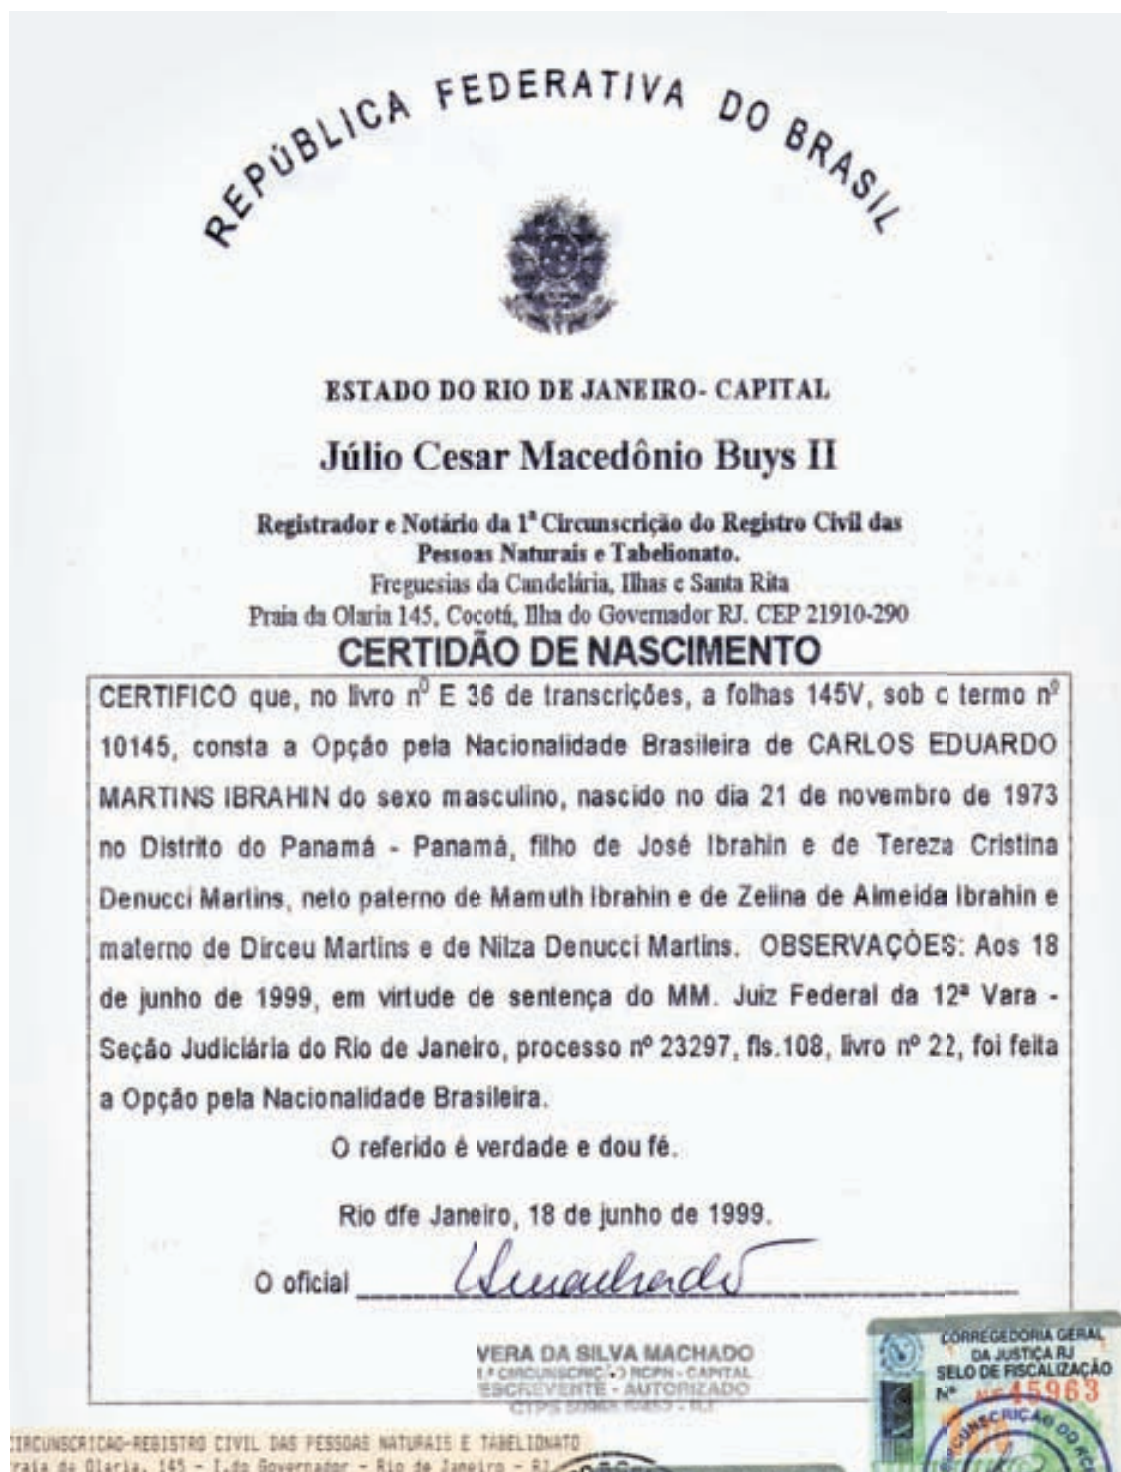 REPÚBLICA FEDERATIVA DO BRASIL
ESTADO DO RIO DE JANEIRO- CAPITAL
Júlio Cesar Macedônio Buys II
Registrador e Notário da 1ª Circunscrição do Registro Civil das
Pessoas Naturais e Tabelionato.
Freguesias da Candelária, Ilhas e Santa Rita
Praia da Olaria 145, Cocotá, Ilha do Governador RJ. CEP 21910-290
CERTIDÃO DE NASCIMENTO
CERTIFICO que, no livro nº E 36 de transcrições, a folhas 145V, sob o termo nº
10145, consta a Opção pela Nacionalidade Brasileira de CARLOS EDUARDO
MARTINS IBRAHIN do sexo masculino, nascido no dia 21 de novembro de 1973
no Distrito do Panamá - Panamá, filho de José Ibrahin e de Tereza Cristina
Denucci Martins, neto paterno de Mamuth Ibrahin e de Zelina de Almeida Ibrahin e
materno de Dirceu Martins e de Nilza Denucci Martins. OBSERVAÇÕES: Aos 18
de junho de 1999, em virtude de sentença do MM. Juiz Federal da 12ª Vara -
Seção Judiciária do Rio de Janeiro, processo nº 23297, fls.108, livro nº 22, foi feita
a Opção pela Nacionalidade Brasileira.
O referido é verdade e dou fé.
Rio dfe Janeiro, 18 de junho de 1999.
O oficial
VERA DA SILVA MACHADO
1.ª CIRCUNSCRIÇÃO RCPN - CAPITAL
ESCREVENTE - AUTORIZADO
CTPS
CORREGEDORIA GERAL
DA JUSTIÇA RJ
SELO DE FISCALIZAÇÃO
Nº 45963
CIRCUNSCRICAO-REGISTRO CIVIL DAS PESSOAS NATURAIS E TABELIONATO
raia da Olaria, 145 - I.do Governador - Rio de Janeiro - RJ